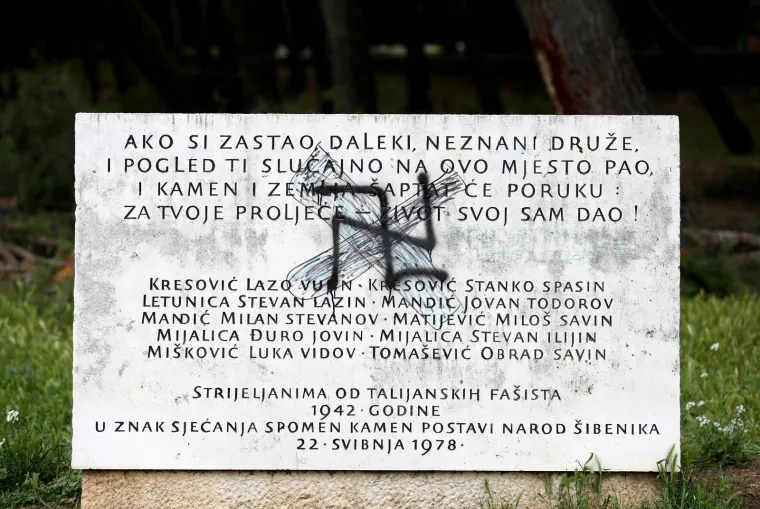 AKO SI ZASTAO, DALEKI, NEZNANI DRUŽE,
I POGLED TI SLUČAJNO NA OVO MJESTO PAO,
I KAMEN I ZEMLJA ŠAPTAT ĆE PORUKU :
ZA TVOJE PROLJEĆE – ŽIVOT SVOJ SAM DAO !
KRESOVIĆ LAZO VUJIN · KRESOVIĆ STANKO SPASIN
LETUNICA STEVAN LAZIN · MANDIĆ JOVAN TODOROV
MANDIĆ MILAN STEVANOV · MATIJEVIĆ MILOŠ SAVIN
MIJALICA ĐURO JOVIN · MIJALICA STEVAN ILIJIN
MIŠKOVIĆ LUKA VIDOV · TOMAŠEVIĆ OBRAD SAVIN
STRIJELJANIMA OD TALIJANSKIH FAŠISTA
1942 · GODINE
U ZNAK SJEĆANJA SPOMEN KAMEN POSTAVI NAROD ŠIBENIKA
22 · SVIBNJA 1978 ·